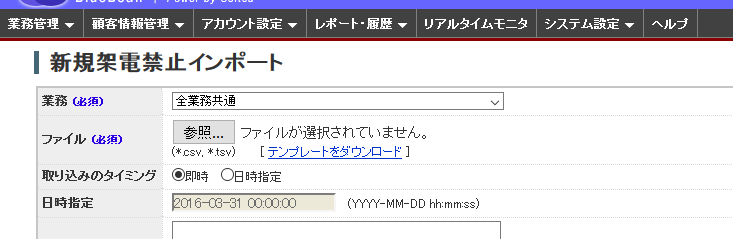 業務管理 顧客情報管理 アカウント設定 レポート・履歴 リアルタイムモニタ システム設定 ヘルプ
新規架電禁止インポート
業務 (必須) 全業務共通
ファイル (必須) 参照... ファイルが選択されていません。
(*.csv, *.tsv) [ テンプレートをダウンロード ]
取り込みのタイミング 即時 日時指定
日時指定 2016-03-31 00:00:00 (YYYY-MM-DD hh:mm:ss)